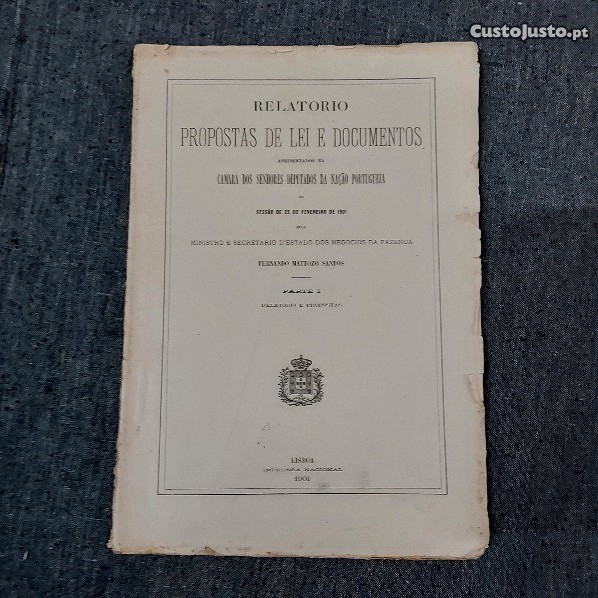 CustoJusto.pt
RELATORIO
PROPOSTAS DE LEI E DOCUMENTOS
APRESENTADOS NA
CAMARA DOS SENHORES DEPUTADOS DA NAÇÃO PORTUGUEZA
NA
SESSÃO DE 25 DE FEVEREIRO DE 1901
PELO
MINISTRO E SECRETARIO D'ESTADO DOS NEGOCIOS DA FAZENDA
FERNANDO MATTOZO SANTOS
PARTE I
RELATORIO E PROPOSTAS
LISBOA
IMPRENSA NACIONAL
1901